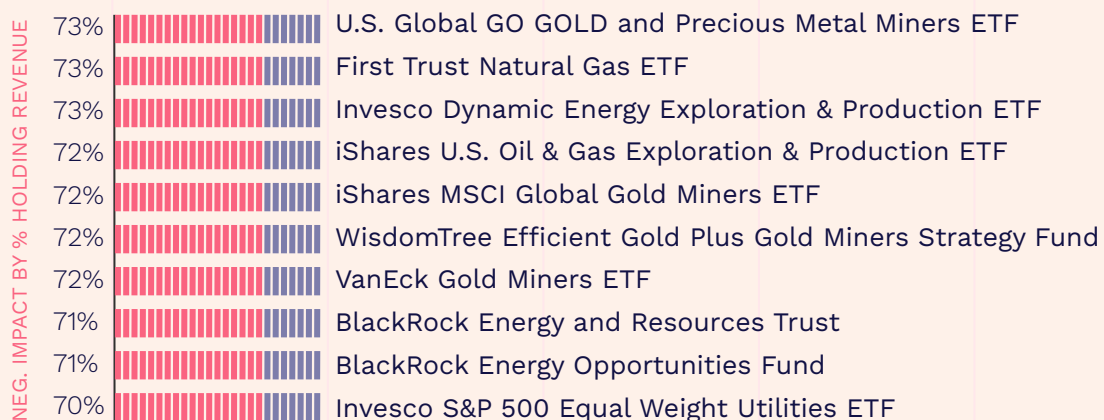 NEG. IMPACT BY % HOLDING REVENUE
73% U.S. Global GO GOLD and Precious Metal Miners ETF
73% First Trust Natural Gas ETF
73% Invesco Dynamic Energy Exploration & Production ETF
72% iShares U.S. Oil & Gas Exploration & Production ETF
72% iShares MSCI Global Gold Miners ETF
72% WisdomTree Efficient Gold Plus Gold Miners Strategy Fund
72% VanEck Gold Miners ETF
71% BlackRock Energy and Resources Trust
71% BlackRock Energy Opportunities Fund
70% Invesco S&P 500 Equal Weight Utilities ETF